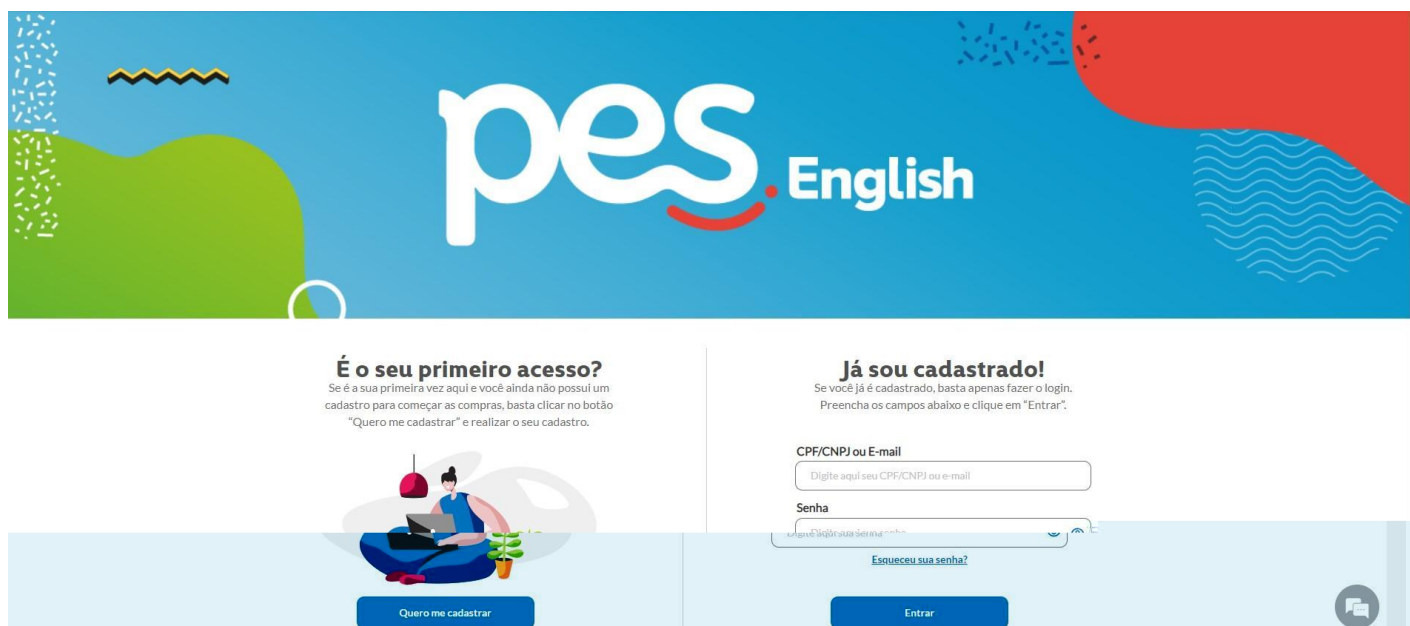 pes.English
É o seu primeiro acesso?
Se é a sua primeira vez aqui e você ainda não possui um
cadastro para começar as compras, basta clicar no botão
“Quero me cadastrar” e realizar o seu cadastro.
Quero me cadastrar
Já sou cadastrado!
Se você já é cadastrado, basta apenas fazer o login.
Preencha os campos abaixo e clique em “Entrar”.
CPF/CNPJ ou E-mail
Digite aqui seu CPF/CNPJ ou e-mail
Senha
Digite aqui sua senha
Esqueceu sua senha?
Entrar